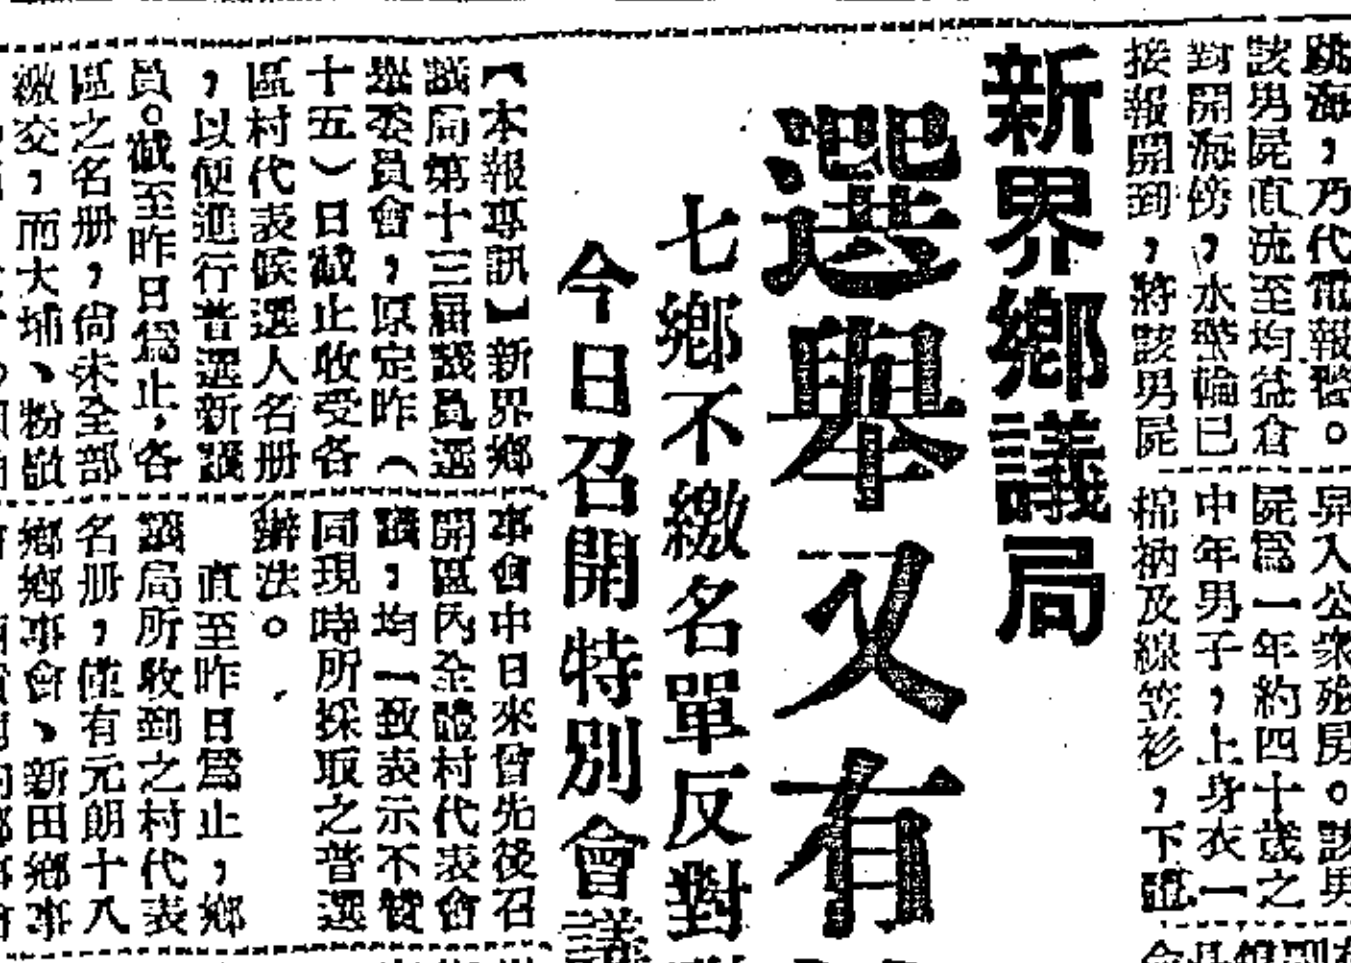 跳海，乃代電報警。
該男屍直流至均益倉
對開海傍，水警輪已
接報開到，將該男屍
舁入公衆殮房。該男
屍爲一年約四十歲之
中年男子，上身衣一
棉衲及線笠衫，下體
新界鄉議局
選舉又有
七鄉不繳名單反對
今日召開特別會議
【本報專訊】新界鄉
議局第十三屆議員選
舉委員會，原定昨（
十五）日截止收受各
區村代表候選人名册
，以便進行普選新議
員。截至昨日爲止，各
區之名册，尙未全部
繳交，而大埔、粉嶺
事會中日來曾先後召
開區內全體村代表會
議，均一致表示不贊
同現時所採取之普選
辦法。
直至昨日爲止，鄉
議局所收到之村代表
名册，僅有元朗十八
鄉鄉事會、新田鄉事